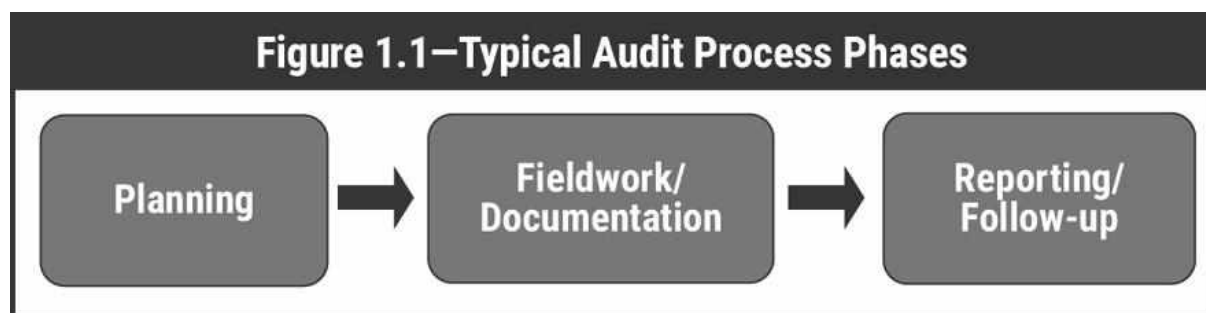 Figure 1.1—Typical Audit Process Phases
Planning
Fieldwork/
Documentation
Reporting/
Follow-up